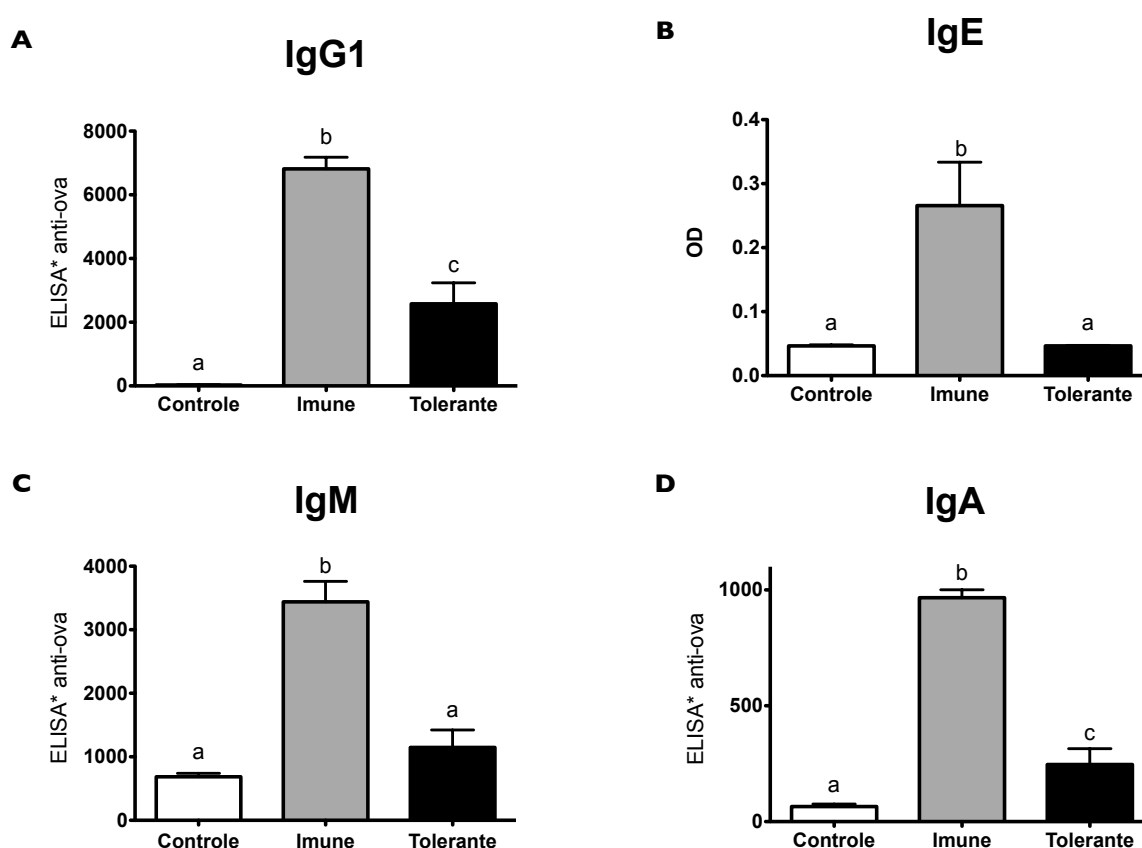 A
IgG1
ELISA* anti-ova
8000
6000
4000
2000
0
a
b
c
Controle Imune Tolerante
B
IgE
OD
0.4
0.3
0.2
0.1
0.0
a
b
a
Controle Imune Tolerante
C
IgM
ELISA* anti-ova
4000
3000
2000
1000
0
a
b
a
Controle Imune Tolerante
D
IgA
ELISA* anti-ova
1000
500
0
a
b
c
Controle Imune Tolerante